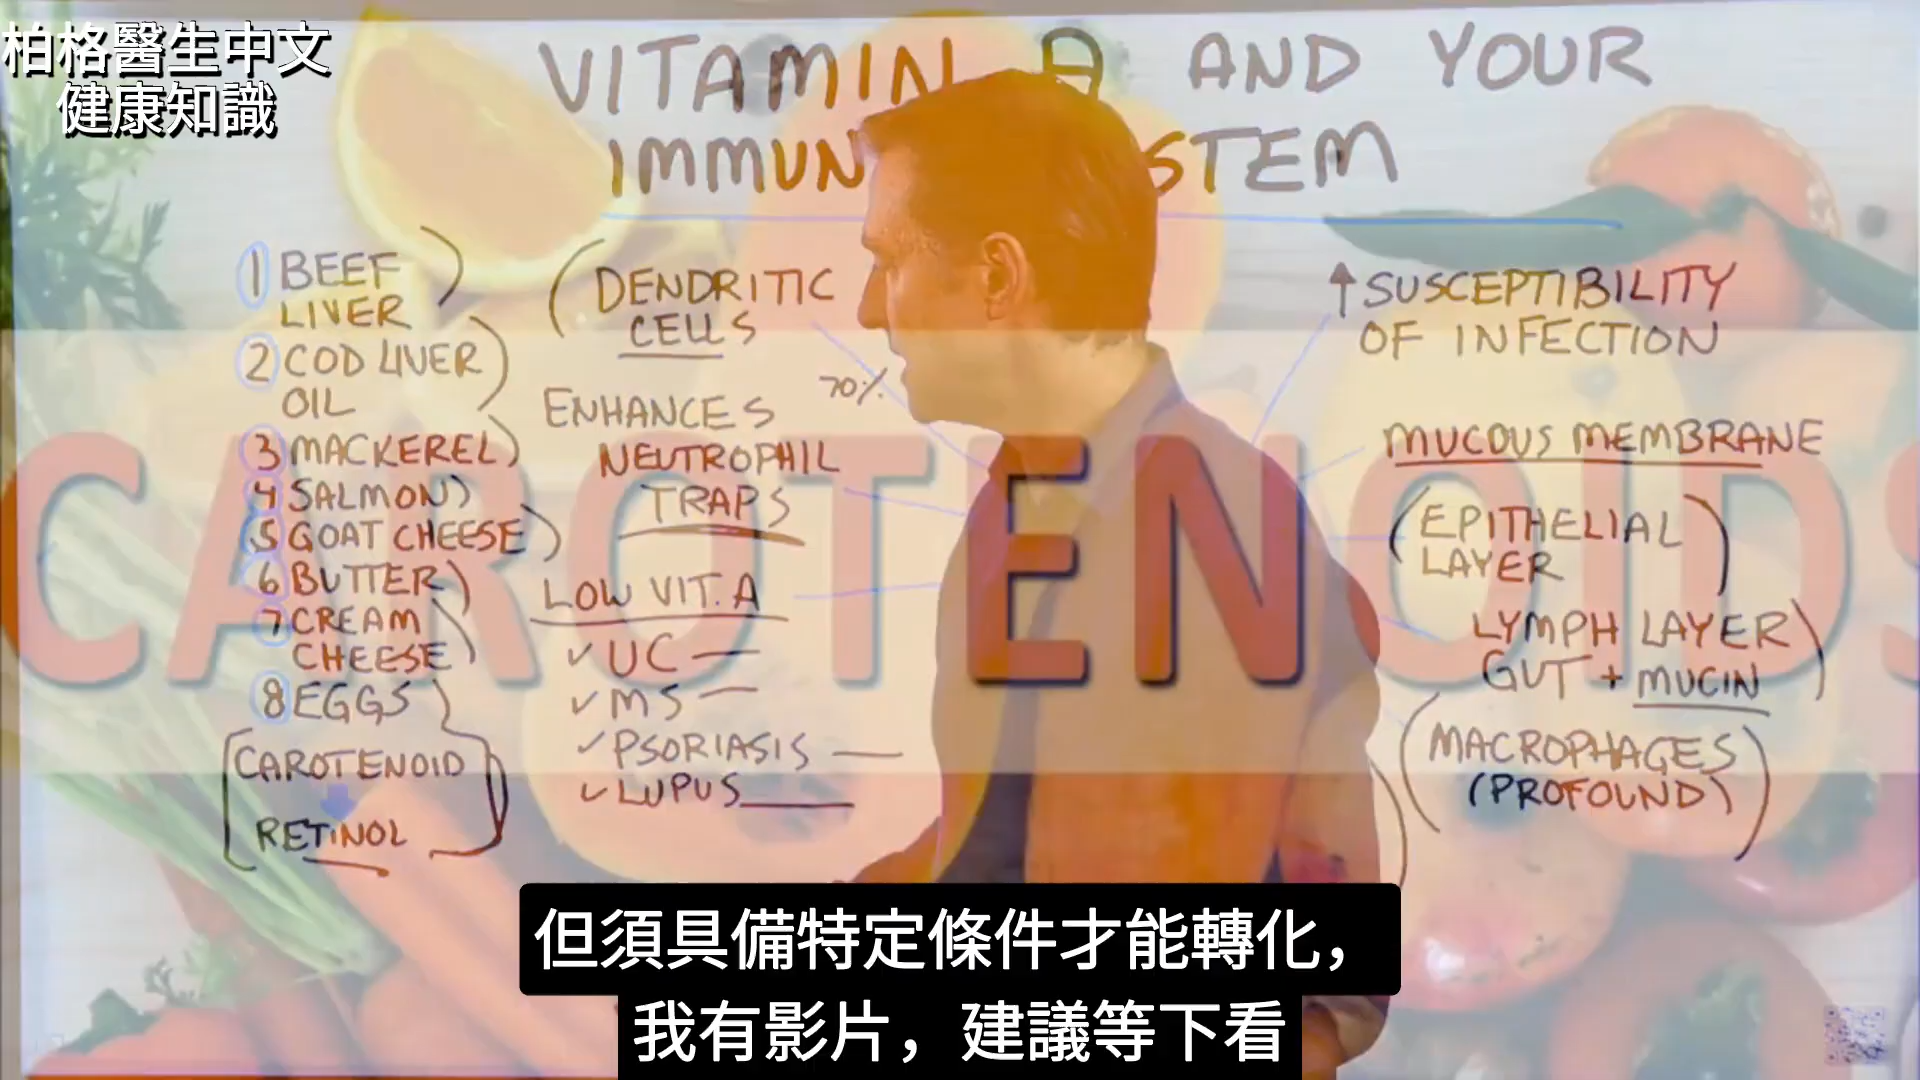 柏格醫生中文
健康知識
VITAMIN A AND YOUR
IMMUN STEM
1 BEEF
LIVER
2 COD LIVER
OIL
3 MACKEREL
4 SALMON
5 GOAT CHEESE
6 BUTTER
7 CREAM
CHEESE
8 EGGS
CAROTENOID
RETINOL
DENDRITIC
CELLS
70%
ENHANCES
NEUTROPHIL
TRAPS
LOW VIT. A
✓ UC
✓ MS
✓ PSORIASIS
✓ LUPUS
↑ SUSCEPTIBILITY
OF INFECTION
MUCOUS MEMBRANE
(EPITHELIAL
LAYER)
LYMPH LAYER
GUT + MUCIN
MACROPHAGES
(PROFOUND)
CAROTENOIDS
但須具備特定條件才能轉化，
我有影片，建議等下看